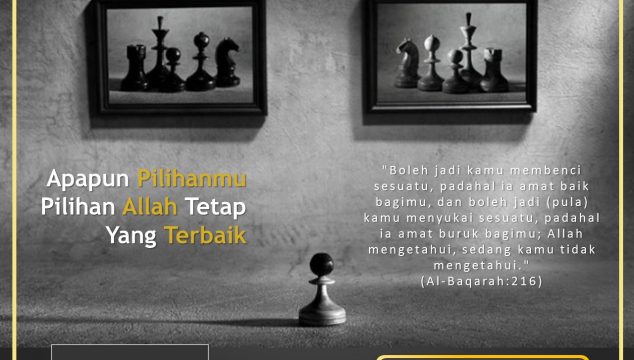 Apapun Pilihanmu
Pilihan Allah Tetap
Yang Terbaik
"Boleh jadi kamu membenci
sesuatu, padahal ia amat baik
bagimu, dan boleh jadi (pula)
kamu menyukai sesuatu, padahal
ia amat buruk bagimu; Allah
mengetahui, sedang kamu tidak
mengetahui."
(Al-Baqarah:216)